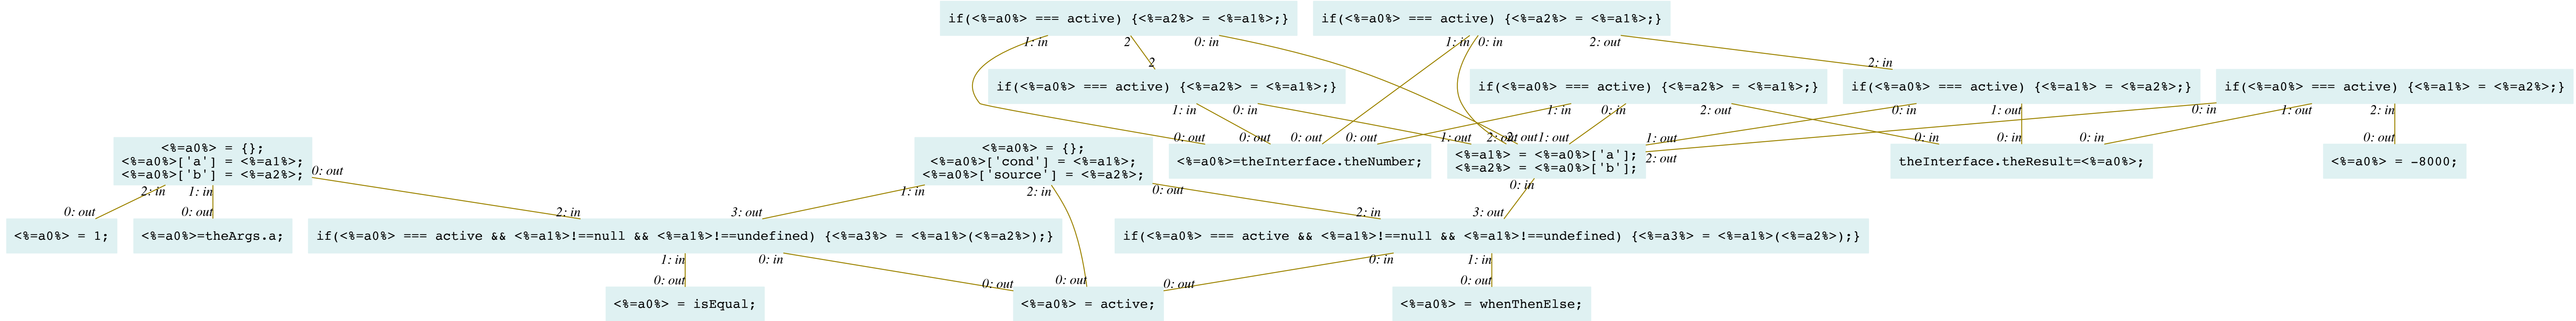 if(<%=a0%> === active) {<%=a2%> = <%=a1%>;}
if(<%=a0%> === active) {<%=a2%> = <%=a1%>;}
1: in
2
0: in
1: in
0: in
2: out
2
2: in
if(<%=a0%> === active) {<%=a2%> = <%=a1%>;}
if(<%=a0%> === active) {<%=a2%> = <%=a1%>;}
if(<%=a0%> === active) {<%=a1%> = <%=a2%>;}
if(<%=a0%> === active) {<%=a1%> = <%=a2%>;}
1: in
0: in
1: in
0: in
2: out
0: in
1: out
0: in
1: out
2: in
0: out
0: out
0: out
0: out
1: out
2: out
2: out
1: out
1: out
2: out
0: in
0: in
0: in
0: out
<%=a0%> = {};
<%=a0%>['a'] = <%=a1%>;
<%=a0%>['b'] = <%=a2%>;
0: out
<%=a0%> = {};
<%=a0%>['cond'] = <%=a1%>;
<%=a0%>['source'] = <%=a2%>;
<%=a0%>=theInterface.theNumber;
<%=a1%> = <%=a0%>['a'];
<%=a2%> = <%=a0%>['b'];
theInterface.theResult=<%=a0%>;
<%=a0%> = -8000;
2: in
1: in
1: in
2: in
0: out
0: in
0: out
0: out
2: in
3: out
2: in
3: out
<%=a0%> = 1;
<%=a0%>=theArgs.a;
if(<%=a0%> === active && <%=a1%>!==null && <%=a1%>!==undefined) {<%=a3%> = <%=a1%>(<%=a2%>);}
if(<%=a0%> === active && <%=a1%>!==null && <%=a1%>!==undefined) {<%=a3%> = <%=a1%>(<%=a2%>);}
1: in
0: in
0: in
1: in
0: out
0: out
0: out
0: out
0: out
<%=a0%> = isEqual;
<%=a0%> = active;
<%=a0%> = whenThenElse;